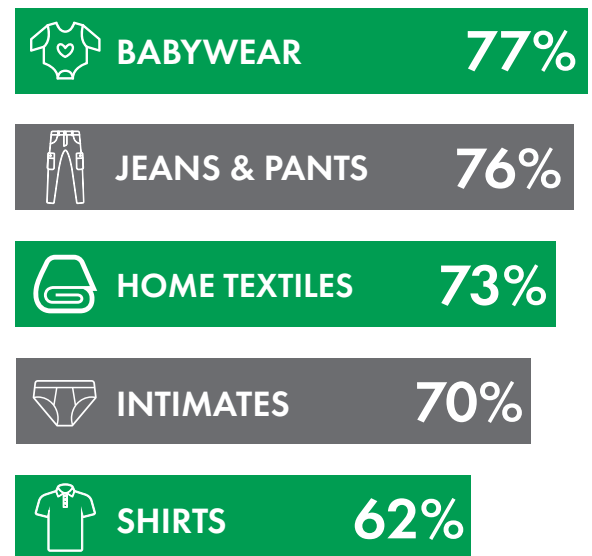 BABYWEAR 77%
JEANS & PANTS 76%
HOME TEXTILES 73%
INTIMATES 70%
SHIRTS 62%